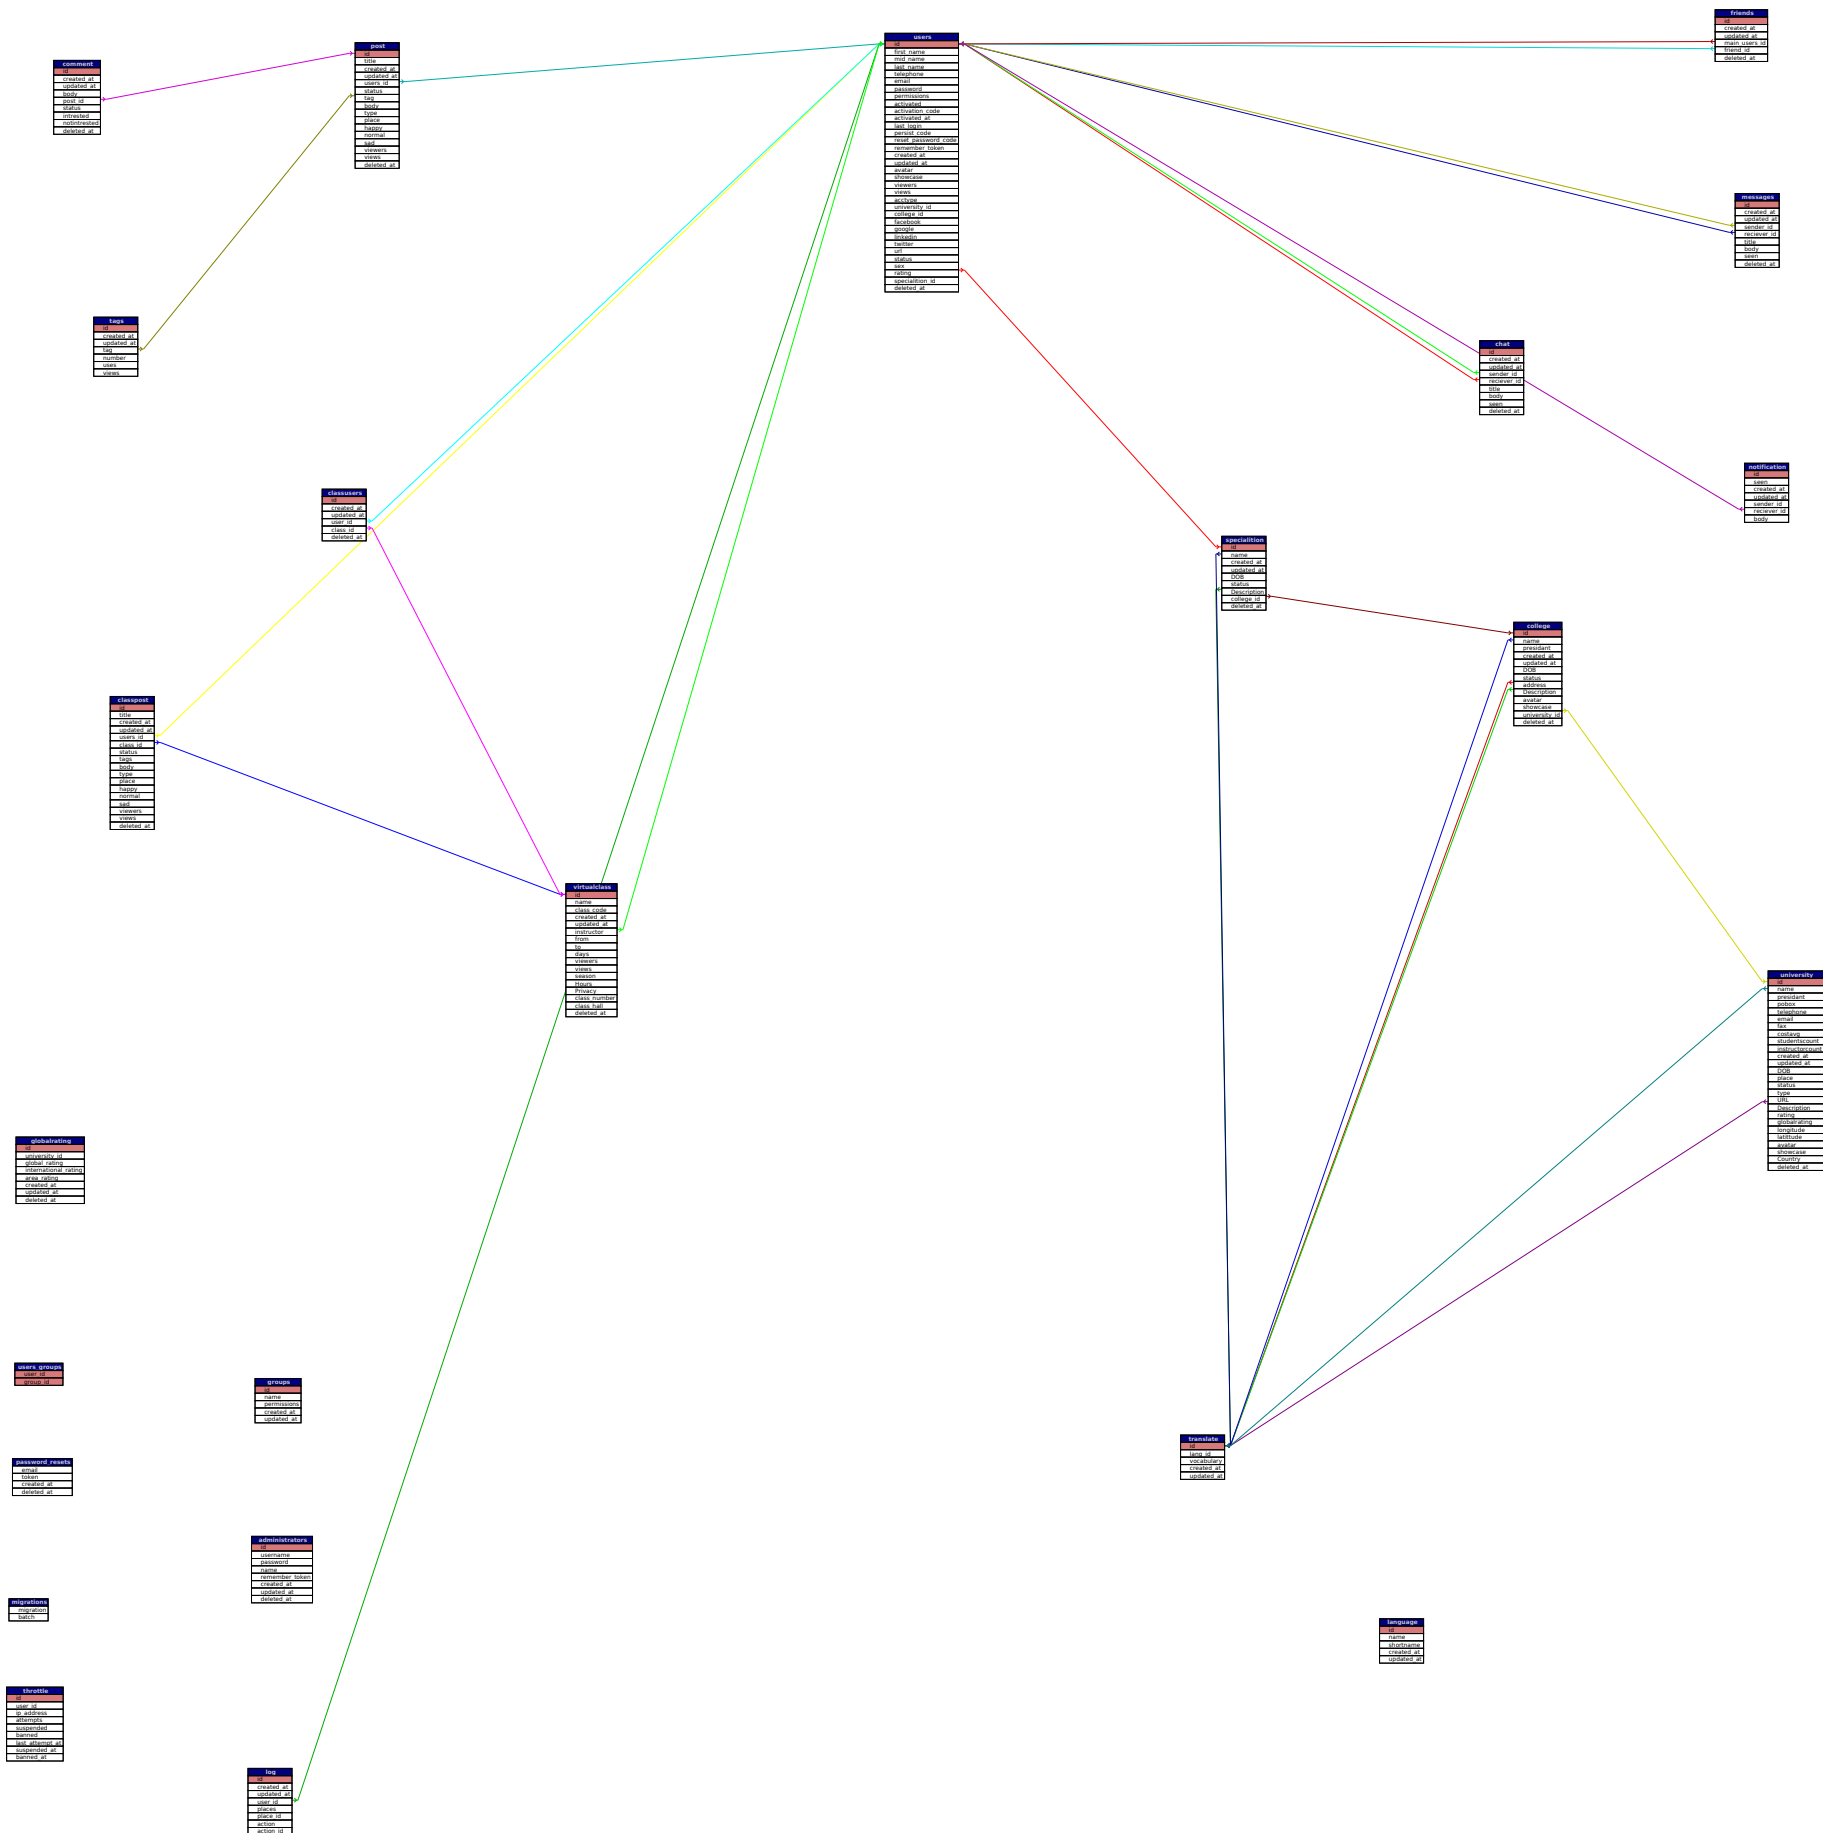 friends
id
created_at
updated_at
main_users_id
friend_id
deleted_at
users
id
first_name
mid_name
last_name
telephone
email
password
permissions
activated
activation_code
activated_at
last_login
persist_code
reset_password_code
remember_token
created_at
updated_at
avatar
showcase
viewers
views
acctype
university_id
college_id
facebook
google
linkedin
twitter
url
status
sex
rating
specialition_id
deleted_at
post
id
title
created_at
updated_at
users_id
status
tag
body
type
place
happy
normal
sad
viewers
views
deleted_at
comment
id
created_at
updated_at
body
post_id
status
intrested
notintrested
deleted_at
messages
id
created_at
updated_at
sender_id
reciever_id
title
body
seen
deleted_at
tags
id
created_at
updated_at
tag
number
uses
views
chat
id
created_at
updated_at
sender_id
reciever_id
title
body
seen
deleted_at
notification
id
seen
created_at
updated_at
sender_id
reciever_id
body
classusers
id
created_at
updated_at
user_id
class_id
deleted_at
specialition
id
name
created_at
updated_at
DOB
status
Description
college_id
deleted_at
college
id
name
presidant
created_at
updated_at
DOB
status
address
Description
avatar
showcase
university_id
deleted_at
classpost
id
title
created_at
updated_at
users_id
class_id
status
tags
body
type
place
happy
normal
sad
viewers
views
deleted_at
virtualclass
id
name
class_code
created_at
updated_at
instructor
from
to
days
viewers
views
season
Hours
Privacy
class_number
class_hall
deleted_at
university
id
name
presidant
pobox
telephone
email
fax
costavg
studentscount
instructorcount
created_at
updated_at
DOB
place
status
type
URL
Description
rating
globalrating
longitude
latittude
avatar
showcase
Country
deleted_at
globalrating
id
university_id
global_rating
international_rating
area_rating
created_at
updated_at
deleted_at
users_groups
user_id
group_id
groups
id
name
permissions
created_at
updated_at
translate
id
lang_id
vocabulary
created_at
updated_at
password_resets
email
token
created_at
deleted_at
administrators
id
username
password
name
remember_token
created_at
updated_at
deleted_at
migrations
migration
batch
language
id
name
shortname
created_at
updated_at
throttle
id
user_id
ip_address
attempts
suspended
banned
last_attempt_at
suspended_at
banned_at
log
id
created_at
updated_at
user_id
places
place_id
action
action_id